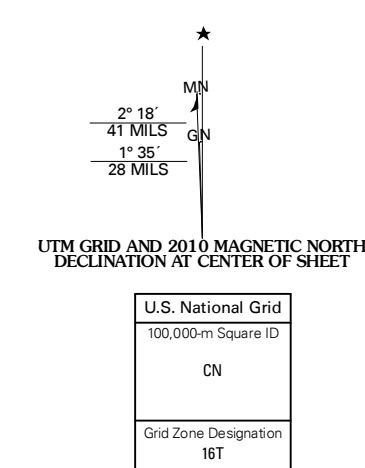 ★
MN
2° 18´
41 MILS
GN
1° 35´
28 MILS
UTM GRID AND 2010 MAGNETIC NORTH
DECLINATION AT CENTER OF SHEET
U.S. National Grid
100,000-m Square ID
CN
Grid Zone Designation
16T